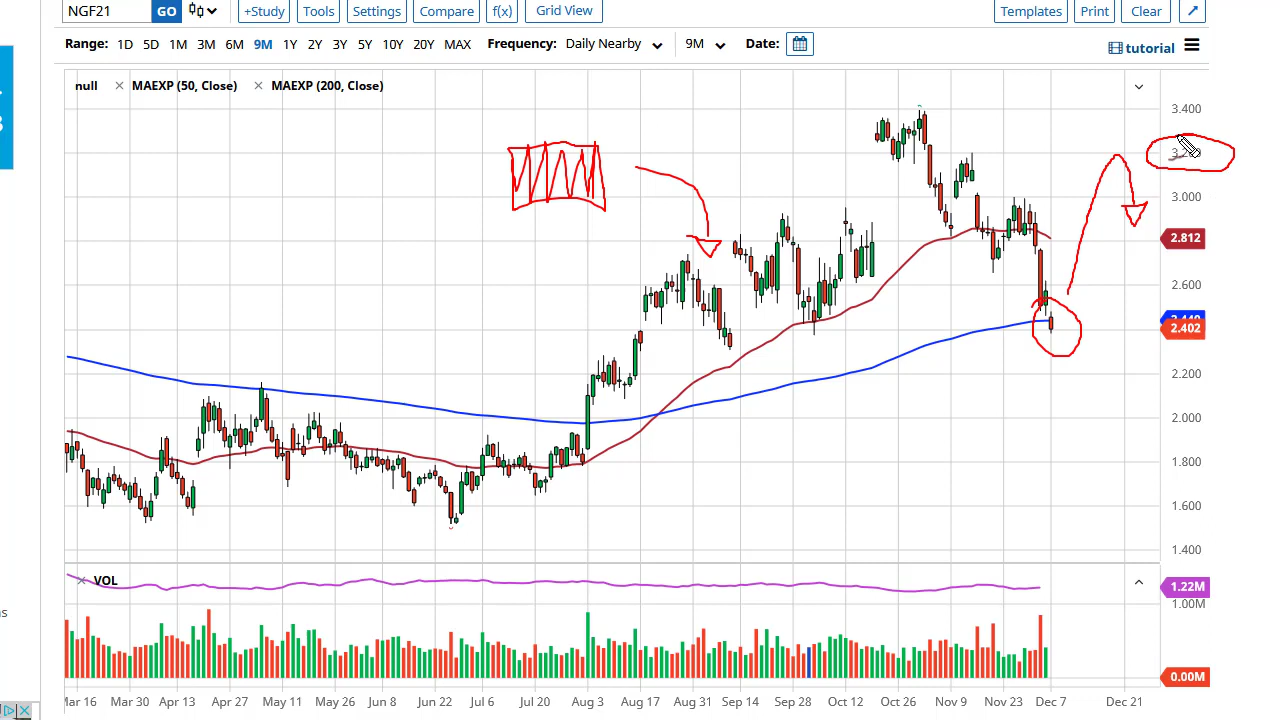 NGF21 GO +Study Tools Settings Compare f(x) Grid View Templates Print Clear
Range: 1D 5D 1M 3M 6M 9M 1Y 2Y 3Y 5Y 10Y 20Y MAX Frequency: Daily Nearby 9M Date: tutorial
null × MAEXP (50, Close) × MAEXP (200, Close)
3.400
3.000
2.812
2.600
2.402
2.200
2.000
1.800
1.600
1.400
VOL
1.22M
1.00M
0.00M
Mar 16 Mar 30 Apr 13 Apr 27 May 11 May 26 Jun 8 Jun 22 Jul 6 Jul 20 Aug 3 Aug 17 Aug 31 Sep 14 Sep 28 Oct 12 Oct 26 Nov 9 Nov 23 Dec 7 Dec 21